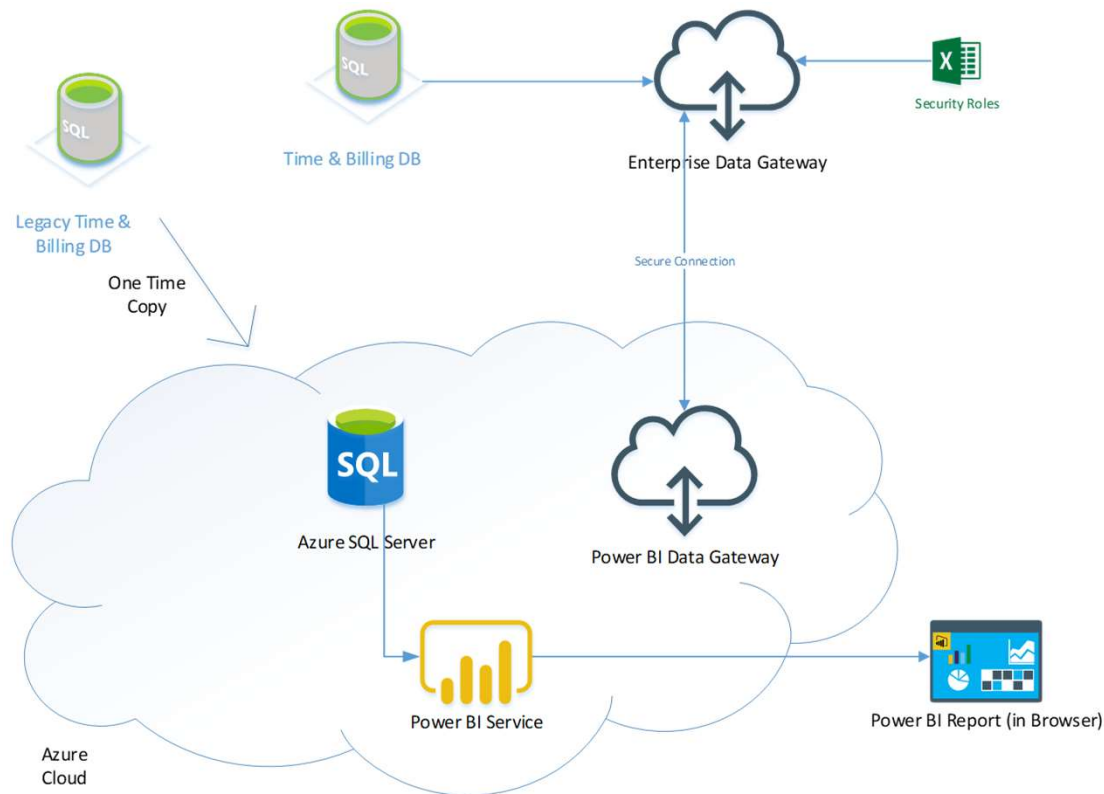 SQL
SQL
X
Security Roles
Time & Billing DB
Enterprise Data Gateway
Legacy Time &
Billing DB
Secure Connection
One Time
Copy
SQL
Azure SQL Server
Power BI Data Gateway
Power BI Service
Power BI Report (in Browser)
Azure
Cloud